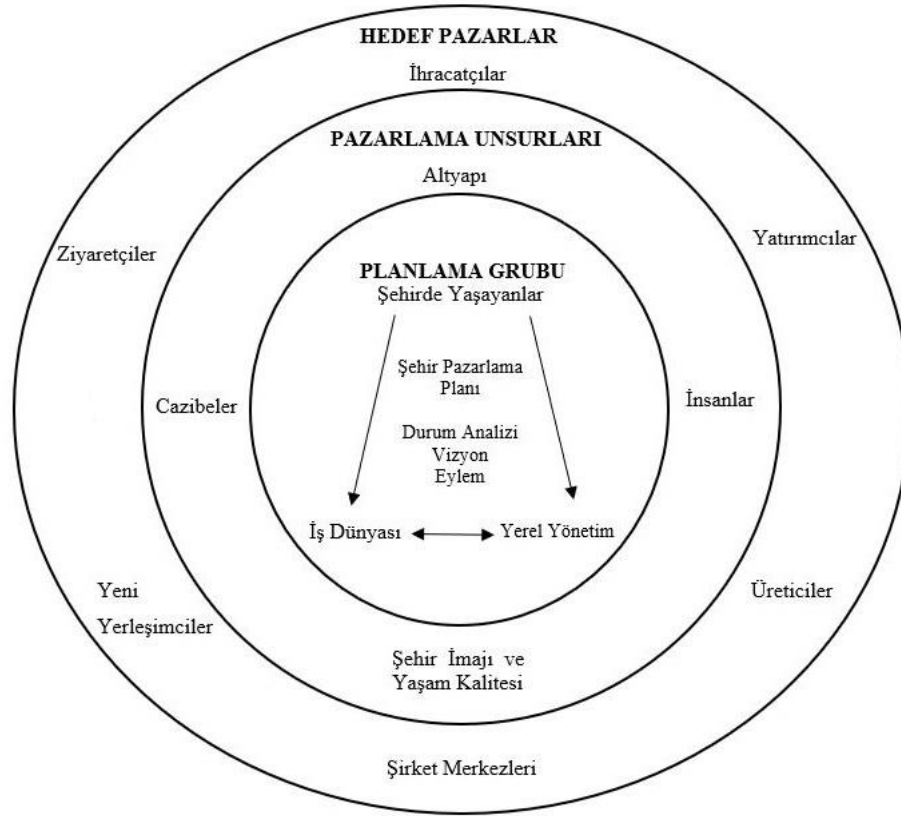 HEDEF PAZARLAR
İhracatçılar
PAZARLAMA UNSURLARI
Altyapı
Ziyaretçiler
Yatırımcılar
PLANLAMA GRUBU
Şehirde Yaşayanlar
Şehir Pazarlama
Planı
Cazibeler
İnsanlar
Durum Analizi
Vizyon
Eylem
İş Dünyası
Yerel Yönetim
Yeni
Yerleşimciler
Üreticiler
Şehir İmajı ve
Yaşam Kalitesi
Şirket Merkezleri